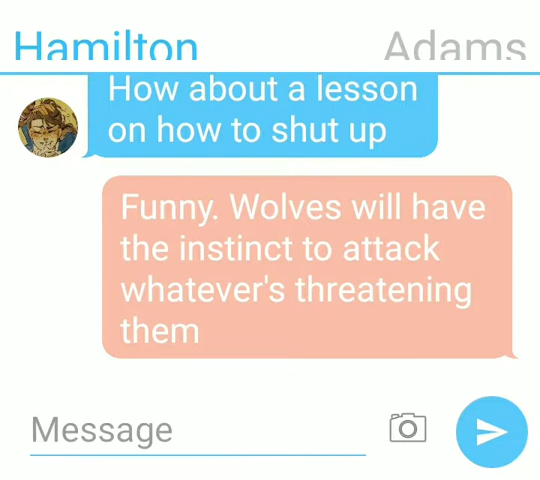 Hamilton Adams
How about a lesson
on how to shut up
Funny. Wolves will have
the instinct to attack
whatever's threatening
them
Message